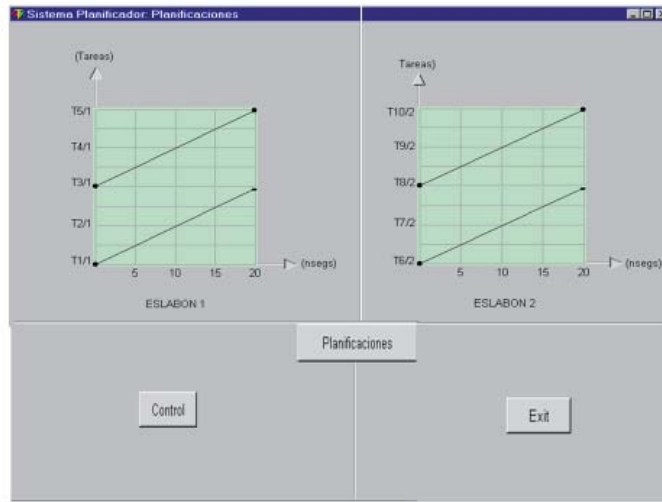 Sistema Planificador: Planificaciones
(Tareas)
T5/1
T4/1
T3/1
T2/1
T1/1
5 10 15 20
(nsegs)
ESLABON 1
Tareas)
T10/2
T9/2
T8/2
T7/2
T6/2
5 10 15 20
(nsegs)
ESLABON 2
Planificaciones
Control
Exit